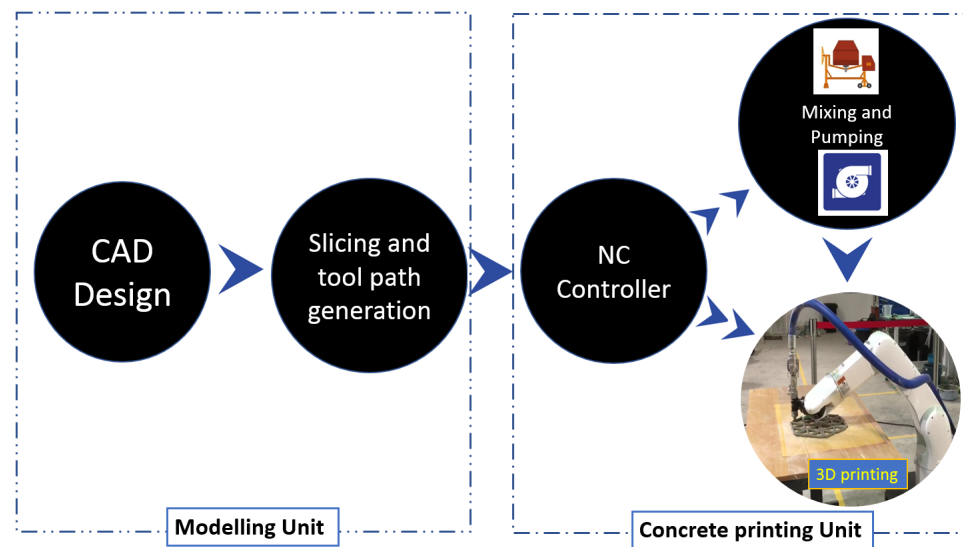 CAD
Design
Slicing and
tool path
generation
NC
Controller
Mixing and
Pumping
3D printing
Modelling Unit
Concrete printing Unit